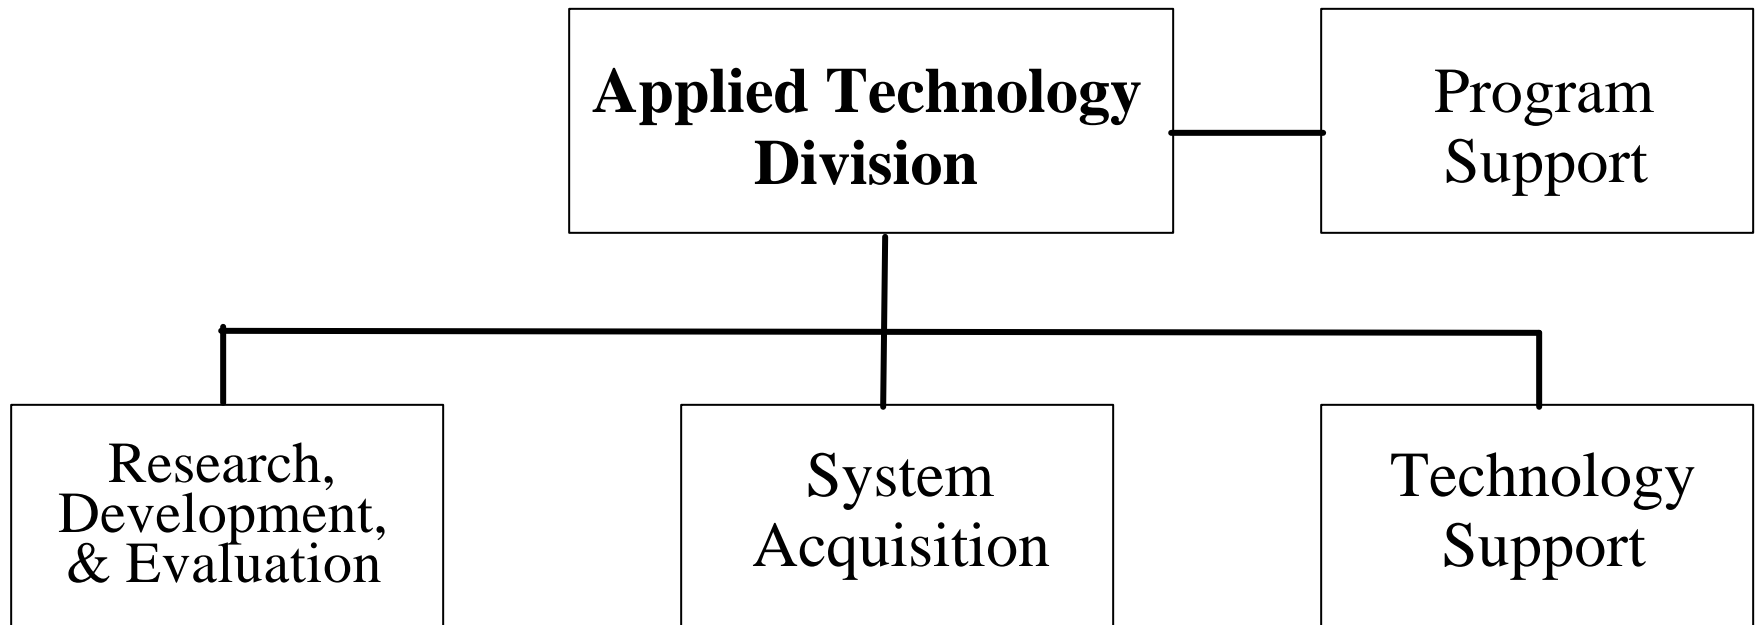 Applied Technology
Division
Program
Support
Research,
Development,
& Evaluation
System
Acquisition
Technology
Support